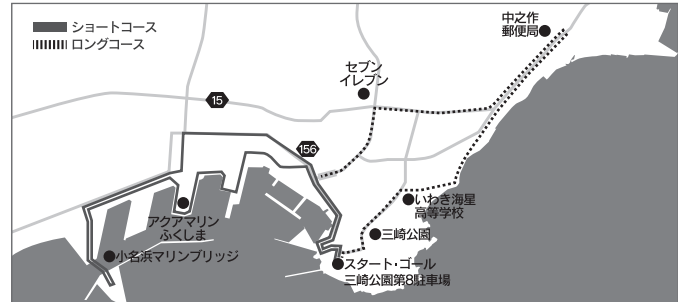 ショートコース
ロングコース
中之作
郵便局
セブン
イレブン
15
156
いわき海星
高等学校
アクアマリン
ふくしま
三崎公園
小名浜マリンブリッジ
スタート・ゴール
三崎公園第8駐車場